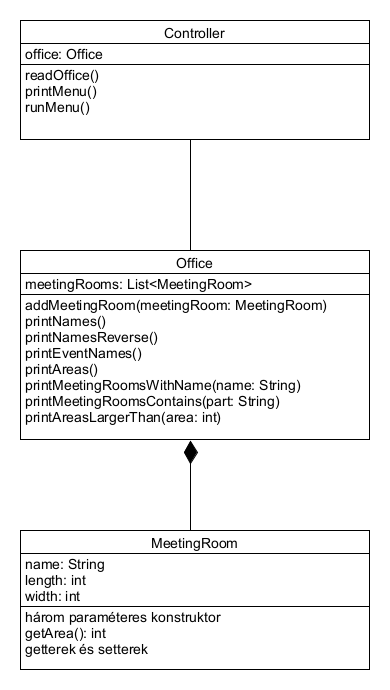 Controller
office: Office
readOffice()
printMenu()
runMenu()
Office
meetingRooms: List<MeetingRoom>
addMeetingRoom(meetingRoom: MeetingRoom)
printNames()
printNamesReverse()
printEventNames()
printAreas()
printMeetingRoomsWithName(name: String)
printMeetingRoomsContains(part: String)
printAreasLargerThan(area: int)
MeetingRoom
name: String
length: int
width: int
három paraméteres konstruktor
getArea(): int
getterek és setterek